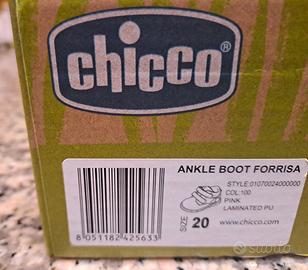 chicco®
ANKLE BOOT FORRISA
STYLE:01070024000000
COL:100
PINK
LAMINATED PU
SIZE 20 www.chicco.com
8 051182 425633
subito